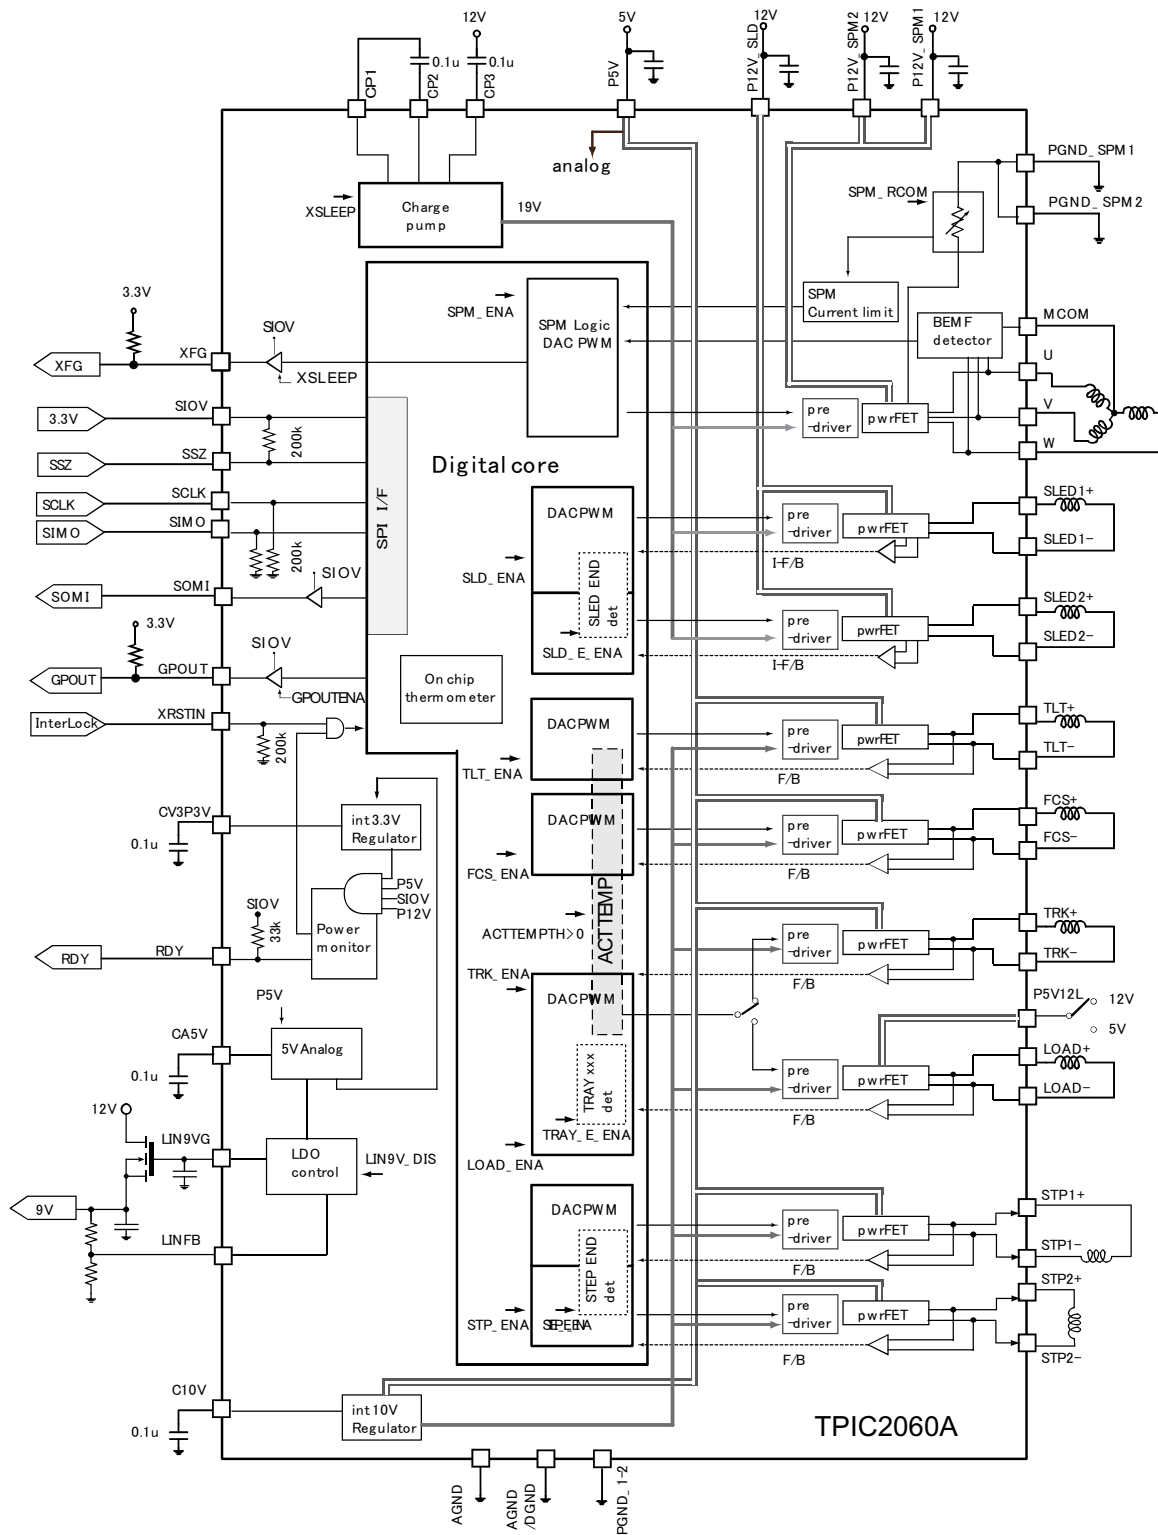 12V
5V
12V
12V
12V
P12V_SLD
P12V_SPM2
P12V_SPM1
0.1u
0.1u
CP1
CP2
CP3
P5V
analog
PGND_SPM1
PGND_SPM2
SPM_RCOM
XSLEEP
Charge
pump
19V
3.3V
SIOV
SPM_ENA
SPM Logic
DAC PWM
SPM
Current limit
BEMF
detector
MCOM
U
V
W
XFG
XFG
XSLEEP
3.3V
SIOV
200k
pre
-driver
pwrFET
SSZ
SSZ
Digital core
SCLK
SCLK
SIMO
SIMO
200k
SPI I/F
DACPWM
pre
-driver
pwrFET
SLED1+
SLED1-
I-F/B
SLD_ENA
SLED END
det
SOMI
SOMI
SIOV
SLD_E_ENA
pre
-driver
pwrFET
SLED2+
SLED2-
I-F/B
3.3V
SIOV
GPOUT
GPOUT
GPOUTENA
On chip
thermometer
InterLock
XRSTIN
200k
DACPWM
TLT_ENA
pre
-driver
pwrFET
TLT+
TLT-
F/B
CV3P3V
0.1u
int3.3V
Regulator
DACPWM
FCS_ENA
pre
-driver
pwrFET
FCS+
FCS-
F/B
P5V
SIOV
P12V
SIOV
33k
Power
monitor
RDY
RDY
ACTTEMPTH>0
ACTTEMP
TRK_ENA
DACPWM
pre
-driver
pwrFET
TRK+
TRK-
F/B
P5V12L
12V
5V
P5V
CA5V
0.1u
5V Analog
TRAY xxx
det
TRAY_E_ENA
LOAD_ENA
pre
-driver
pwrFET
LOAD+
LOAD-
F/B
12V
LIN9VG
LDO
control
LIN9V_DIS
9V
LINFB
DACPWM
STEP END
det
STP_ENA
pre
-driver
pwrFET
STP1+
STP1-
F/B
pre
-driver
pwrFET
STP2+
STP2-
F/B
C10V
0.1u
int10V
Regulator
TPIC2060A
AGND
AGND
/DGND
PGND_1-2